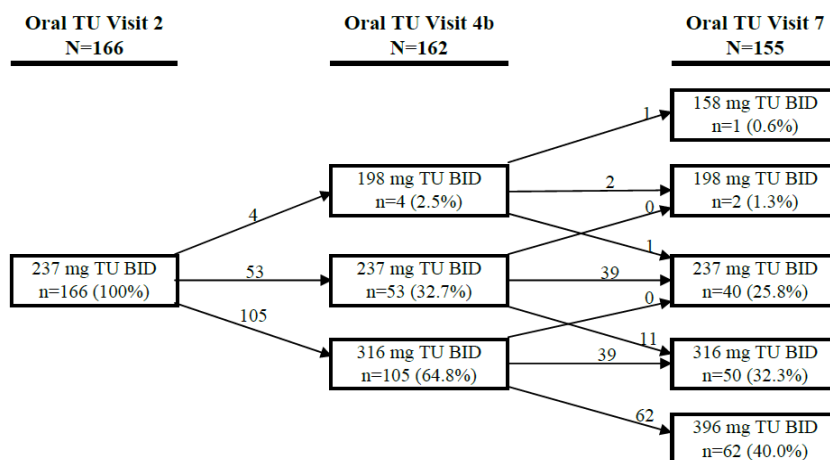 Oral TU Visit 2
N=166
Oral TU Visit 4b
N=162
Oral TU Visit 7
N=155
237 mg TU BID
n=166 (100%)
4
53
105
198 mg TU BID
n=4 (2.5%)
237 mg TU BID
n=53 (32.7%)
316 mg TU BID
n=105 (64.8%)
1
2
0
1
39
0
11
39
62
158 mg TU BID
n=1 (0.6%)
198 mg TU BID
n=2 (1.3%)
237 mg TU BID
n=40 (25.8%)
316 mg TU BID
n=50 (32.3%)
396 mg TU BID
n=62 (40.0%)